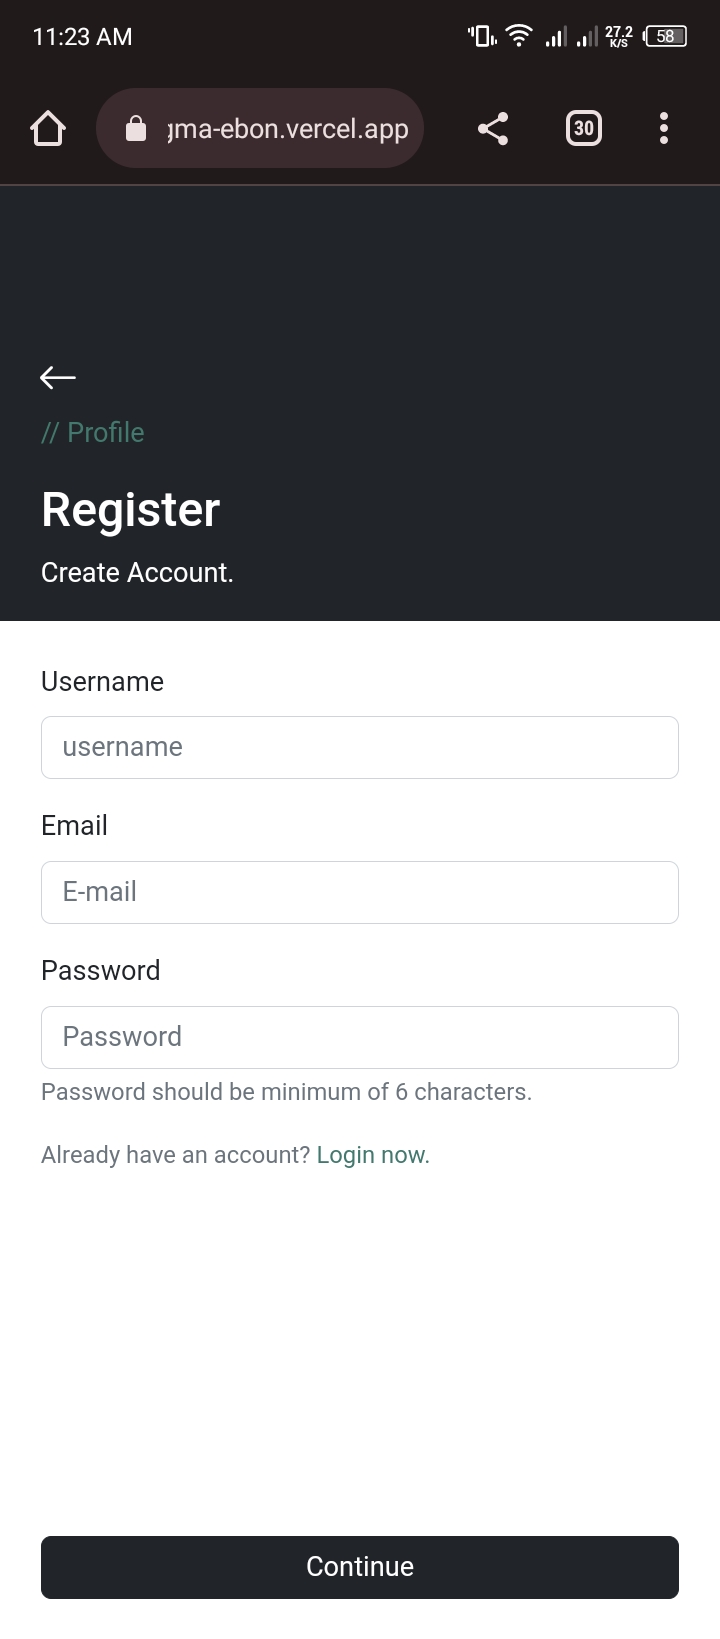 11:23 AM
27.2
K/S
58
gma-ebon.vercel.app
30
// Profile
Register
Create Account.
Username
username
Email
E-mail
Password
Password
Password should be minimum of 6 characters.
Already have an account? Login now.
Continue